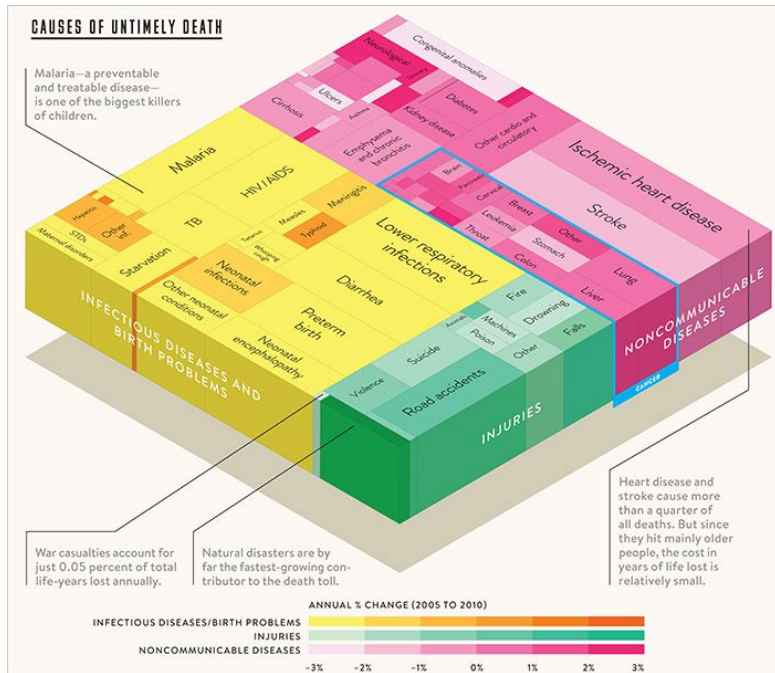 CAUSES OF UNTIMELY DEATH
Malaria—a preventable
and treatable disease—
is one of the biggest killers
of children.
Neurological
Congenital anomalies
Urinary
Ulcers
Diabetes
Cirrhosis
Asthma
Kidney disease
Other cardio and
circulatory
Emphysema
and chronic
bronchitis
Ischemic heart disease
Stroke
Brain
Pancreatic
Cervical
Breast
Leukemia
Other
Throat
Stomach
Colon
Lung
Liver
Malaria
HIV/AIDS
Meningitis
Hepatitis
Other
inf.
TB
Measles
Typhoid
Tetanus
Whooping
cough
STDs
Maternal disorders
Starvation
Lower respiratory
infections
Neonatal
infections
Other neonatal
conditions
Diarrhea
Preterm
birth
Neonatal
encephalopathy
Fire
Animals
Machines
Drowning
Poison
Falls
Suicide
Other
Violence
Road accidents
INFECTIOUS DISEASES AND
BIRTH PROBLEMS
INJURIES
NONCOMMUNICABLE
DISEASES
CANCER
War casualties account for
just 0.05 percent of total
life-years lost annually.
Natural disasters are by
far the fastest-growing con-
tributor to the death toll.
Heart disease and
stroke cause more
than a quarter of
all deaths. But since
they hit mainly older
people, the cost in
years of life lost is
relatively small.
ANNUAL % CHANGE (2005 TO 2010)
INFECTIOUS DISEASES/BIRTH PROBLEMS
INJURIES
NONCOMMUNICABLE DISEASES
-3% -2% -1% 0% 1% 2% 3%